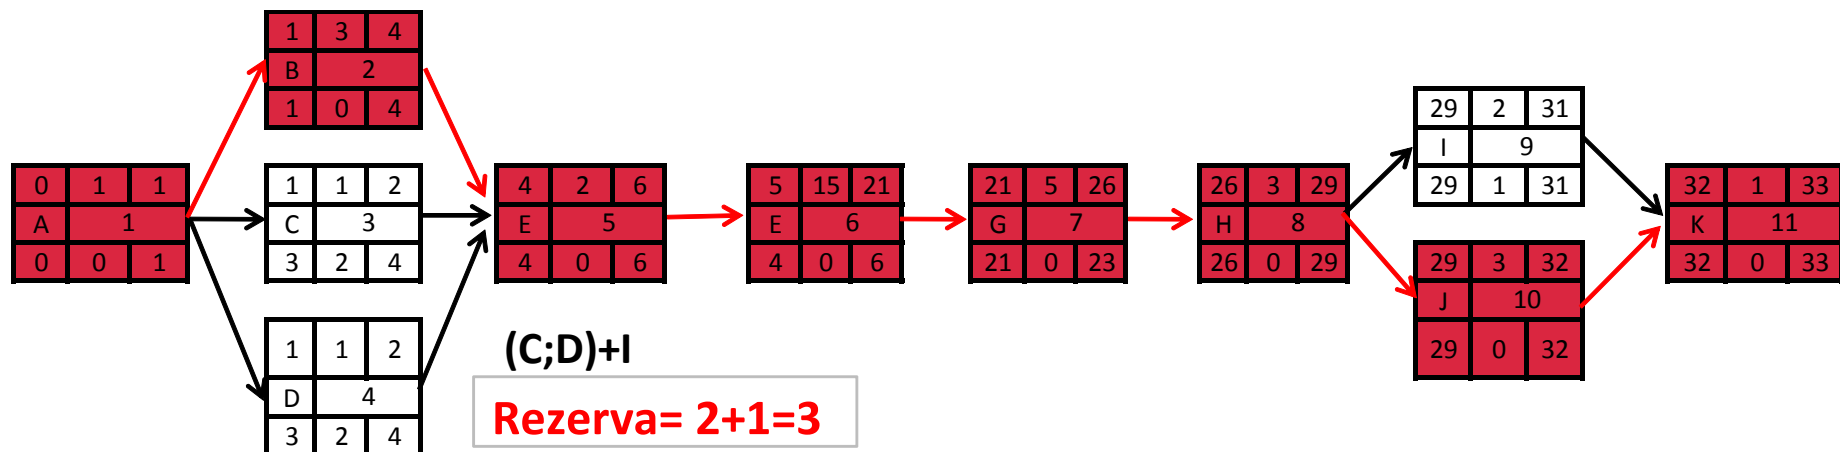 1 3 4
B 2
1 0 4
0 1 1
A 1
0 0 1
1 1 2
C 3
3 2 4
1 1 2
D 4
3 2 4
4 2 6
E 5
4 0 6
5 15 21
E 6
4 0 6
21 5 26
G 7
21 0 23
26 3 29
H 8
26 0 29
29 2 31
I 9
29 1 31
29 3 32
J 10
29 0 32
32 1 33
K 11
32 0 33
(C;D)+I
Rezerva= 2+1=3